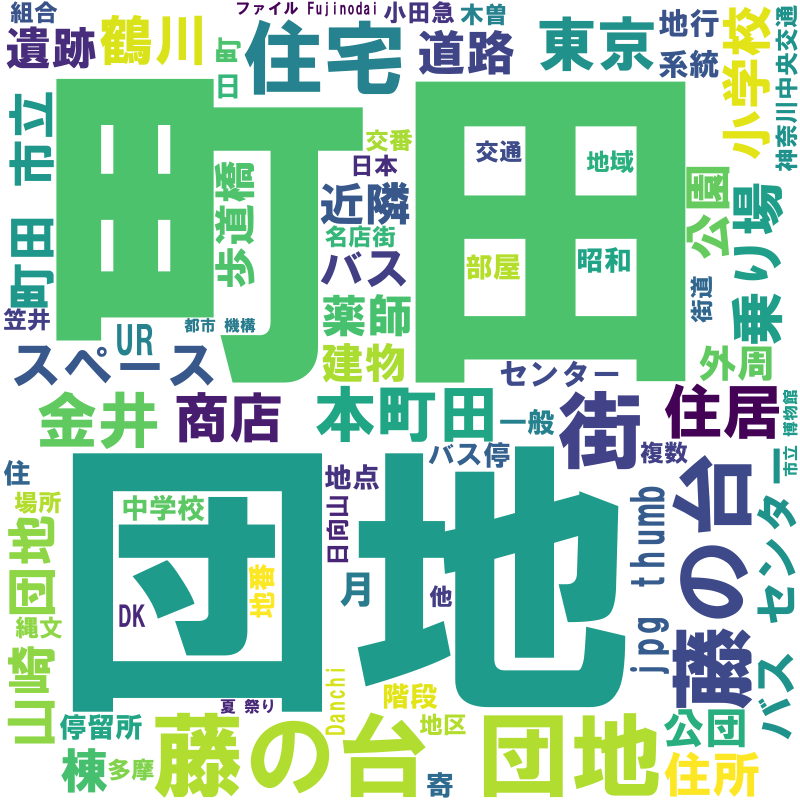 組合
ファイル Fujinodai
小田急
木曽
遺跡
鶴川
日 町
住宅
道路
東京
地行
系統
小学校
神奈川中央交通
町田 市立
町田
交番
日本
交通
地域
歩道橋
近隣
名店街
バス
部屋
昭和
公園
乗り場
街道
笠井
UR
都市 機構
薬師
スペース
建物
センター
外周
金井
商店
本町田
一般
街
住居
市立 博物館
バス停
複数
住
場所
中学校
地点
日向山
団地
団地
地番
DK
月
他
jpg thumb
藤の台
バス センター
縄文
山崎
夏 祭り
Danchi
階段
地区
停留所
棟
多摩
藤の台 団地
寄
公団
住所